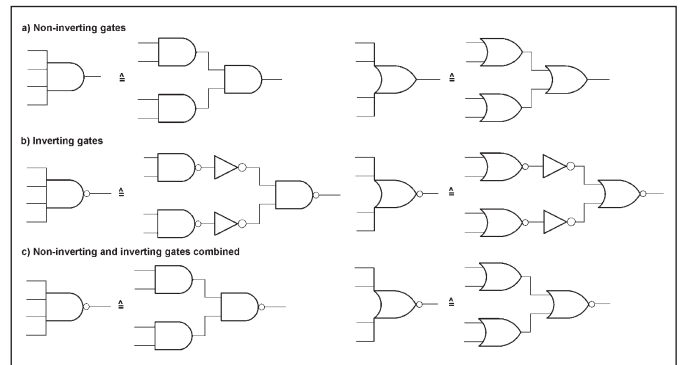 a) Non-inverting gates
≙ ≙
b) Inverting gates
≙ ≙
c) Non-inverting and inverting gates combined
≙ ≙